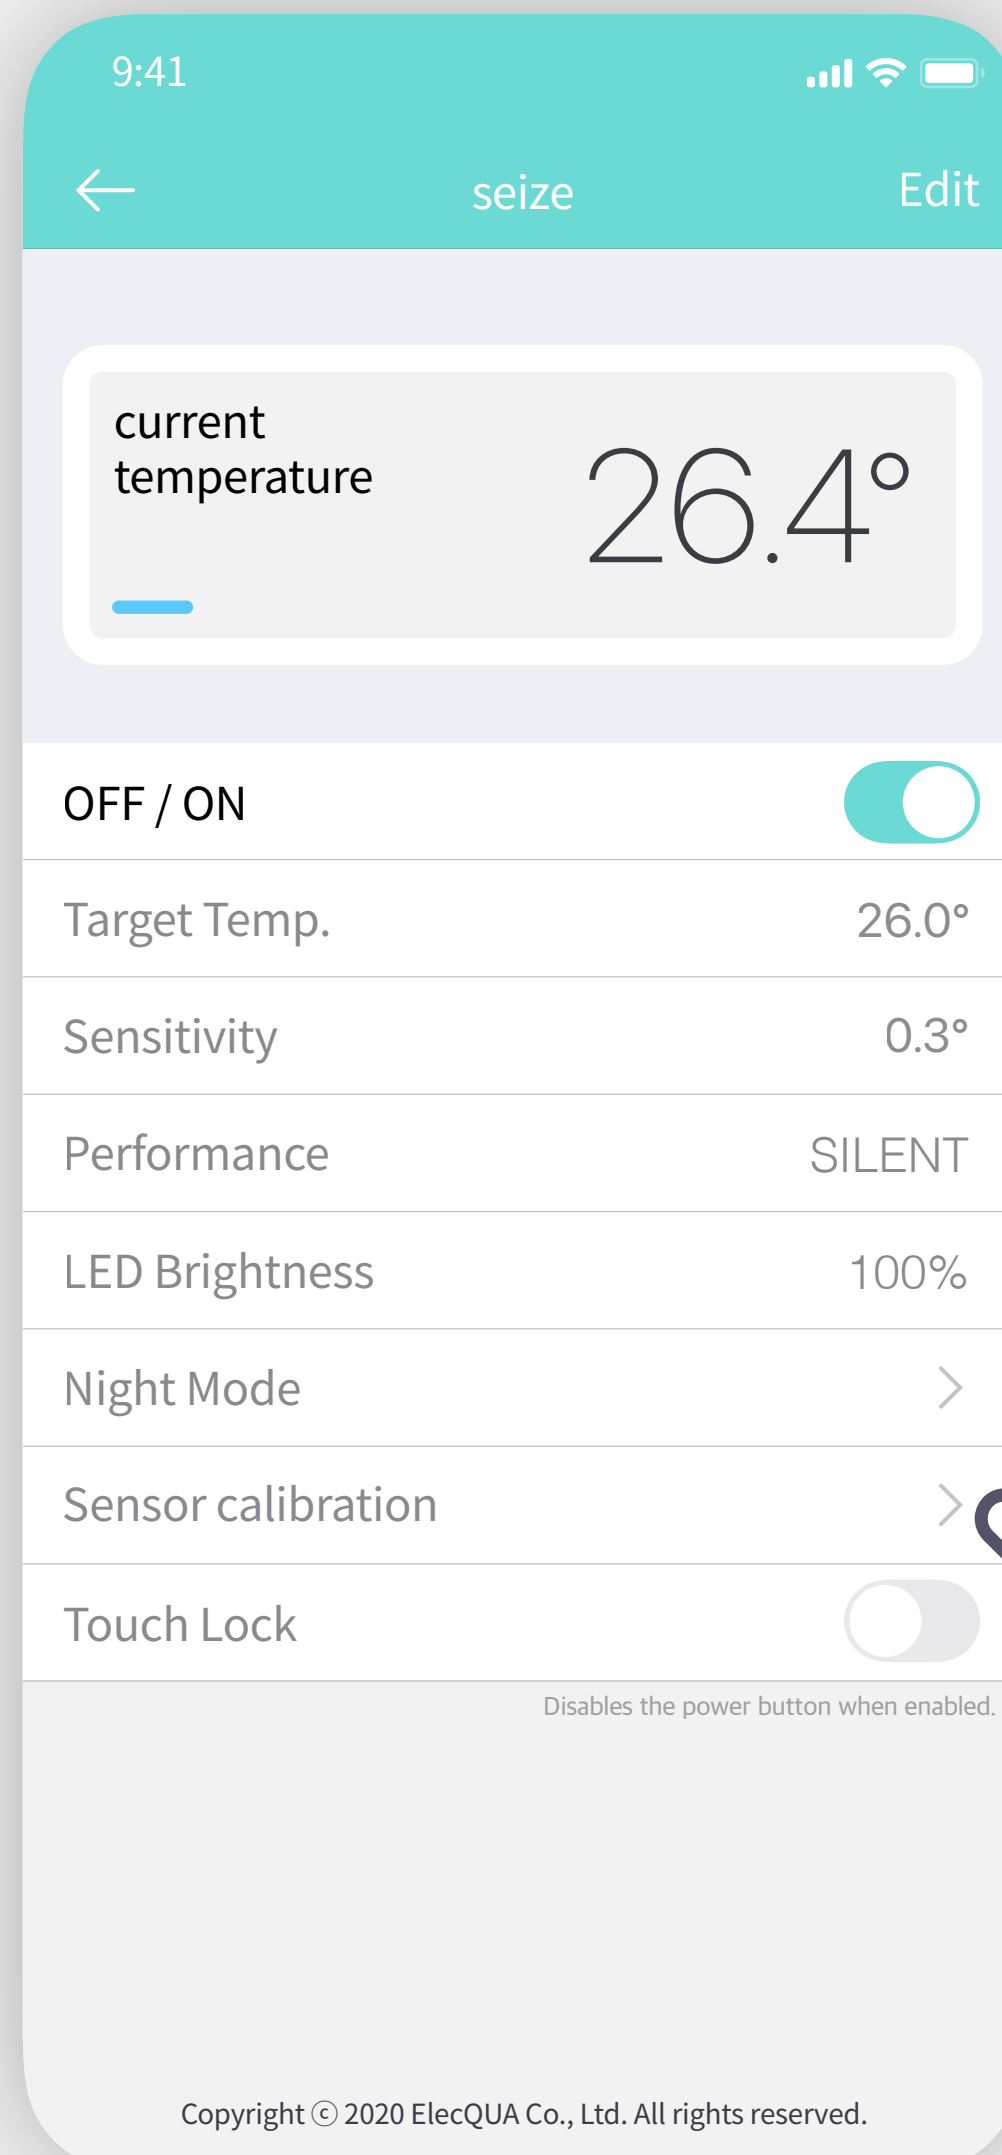 9:41
seize
Edit
current
temperature
26.4°
OFF / ON
Target Temp.
26.0°
Sensitivity
0.3°
Performance
SILENT
LED Brightness
100%
Night Mode
Sensor calibration
Touch Lock
Disables the power button when enabled.
Copyright ⓒ 2020 ElecQUA Co., Ltd. All rights reserved.